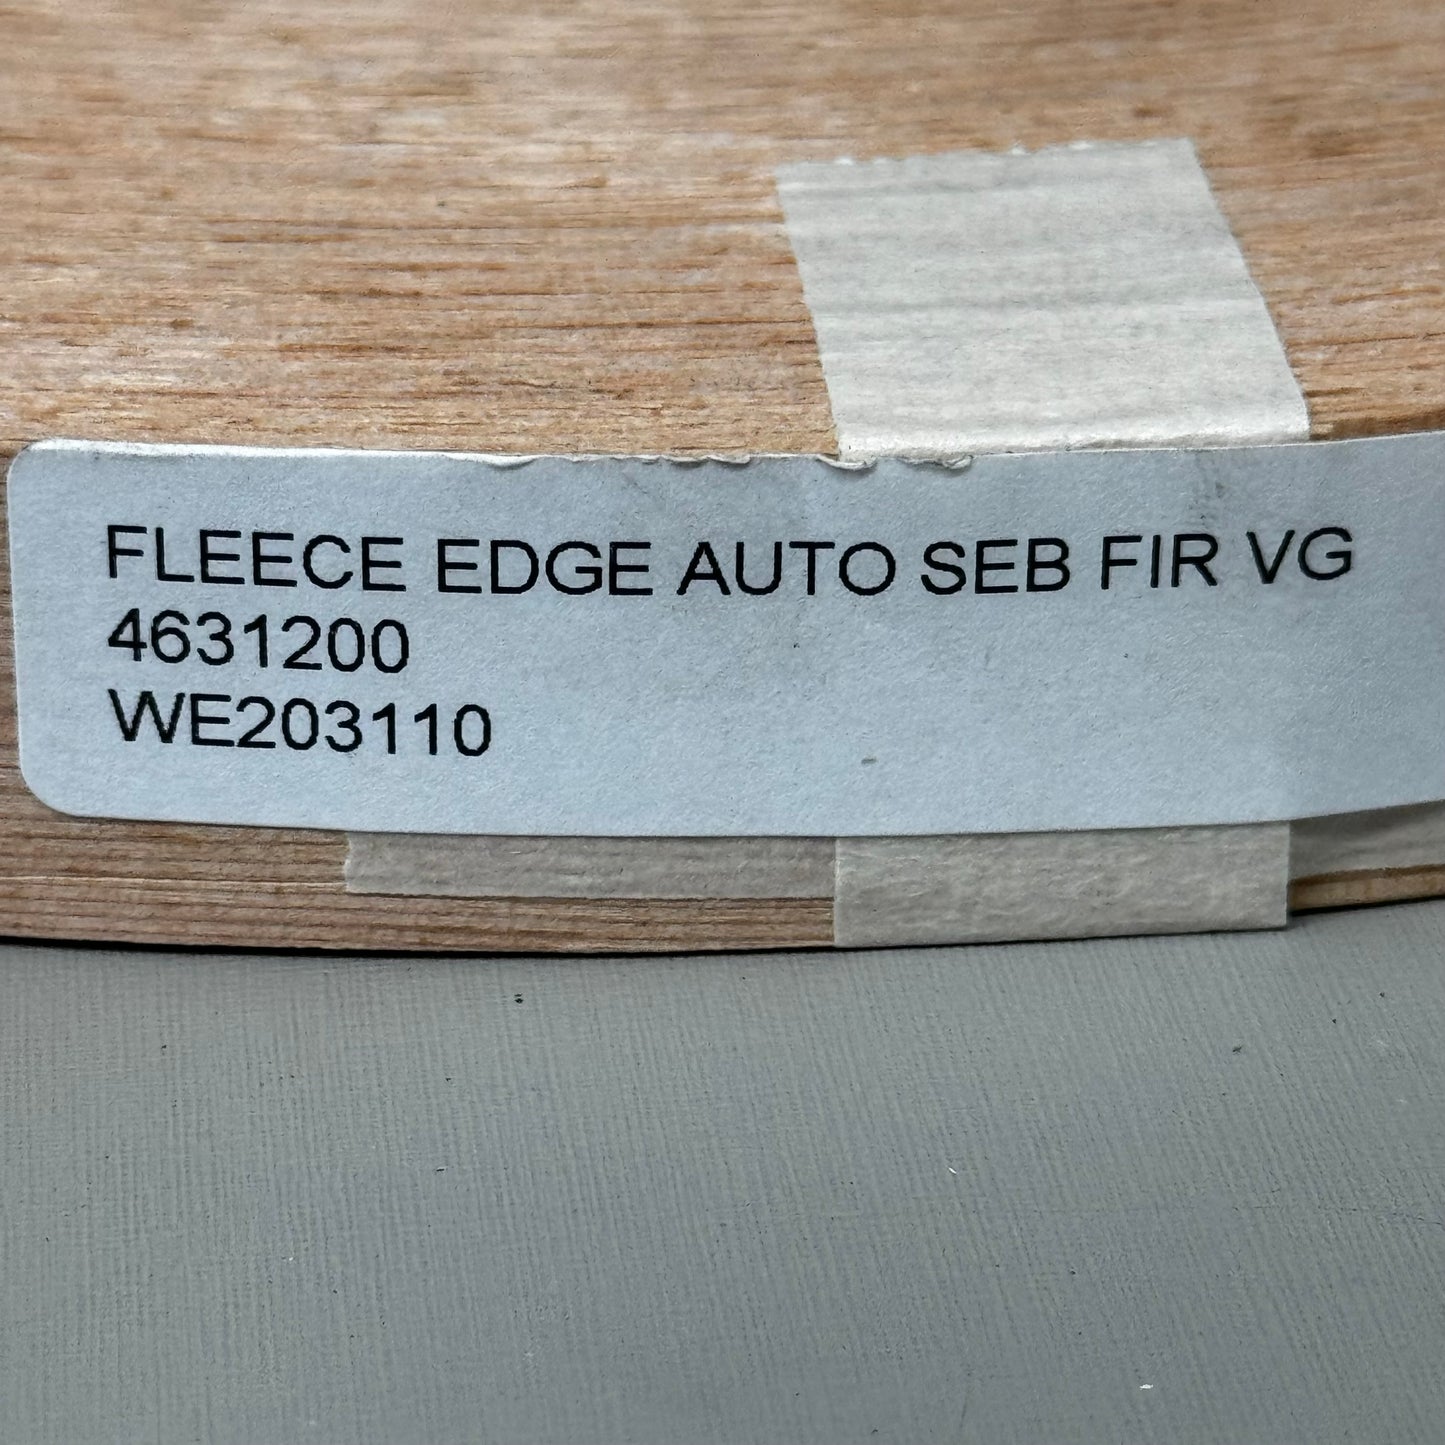 FLEECE EDGE AUTO SEB FIR VG
4631200
WE203110